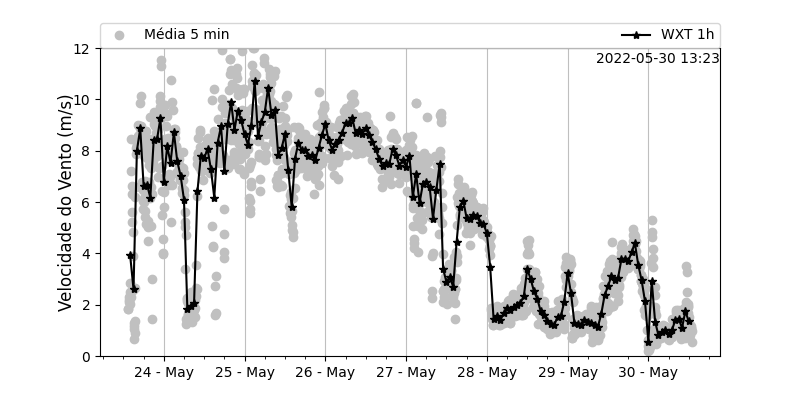 Média 5 min
WXT 1h
2022-05-30 13:23
Velocidade do Vento (m/s)
12
10
8
6
4
2
0
24 - May
25 - May
26 - May
27 - May
28 - May
29 - May
30 - May